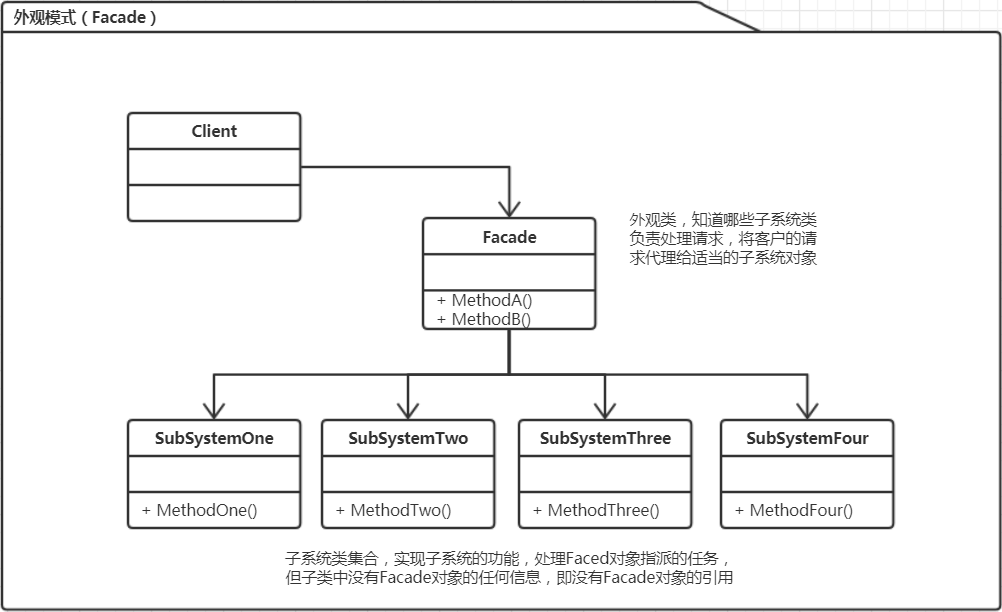 外观模式（Facade）
Client
Facade
+ MethodA()
+ MethodB()
外观类，知道哪些子系统类
负责处理请求，将客户的请
求代理给适当的子系统对象
SubSystemOne
+ MethodOne()
SubSystemTwo
+ MethodTwo()
SubSystemThree
+ MethodThree()
SubSystemFour
+ MethodFour()
子系统类集合，实现子系统的功能，处理Faced对象指派的任务，
但子类中没有Facade对象的任何信息，即没有Facade对象的引用